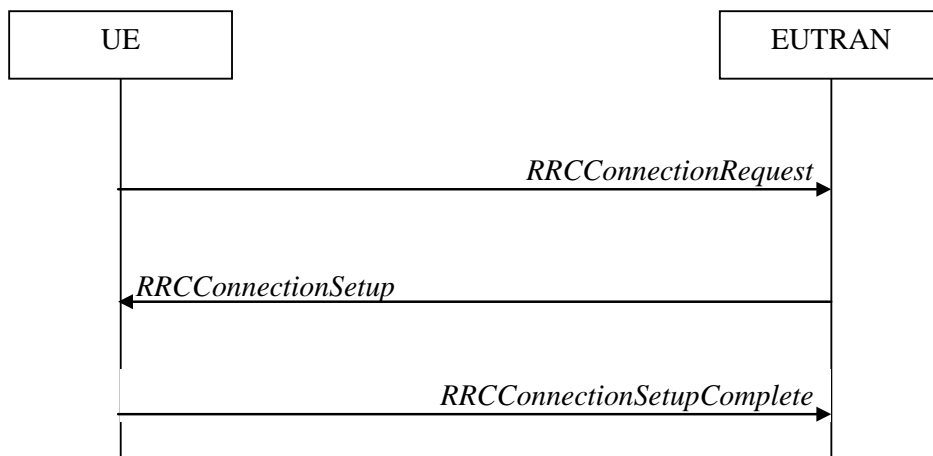 UE
EUTRAN
RRCConnectionRequest
RRCConnectionSetup
RRCConnectionSetupComplete